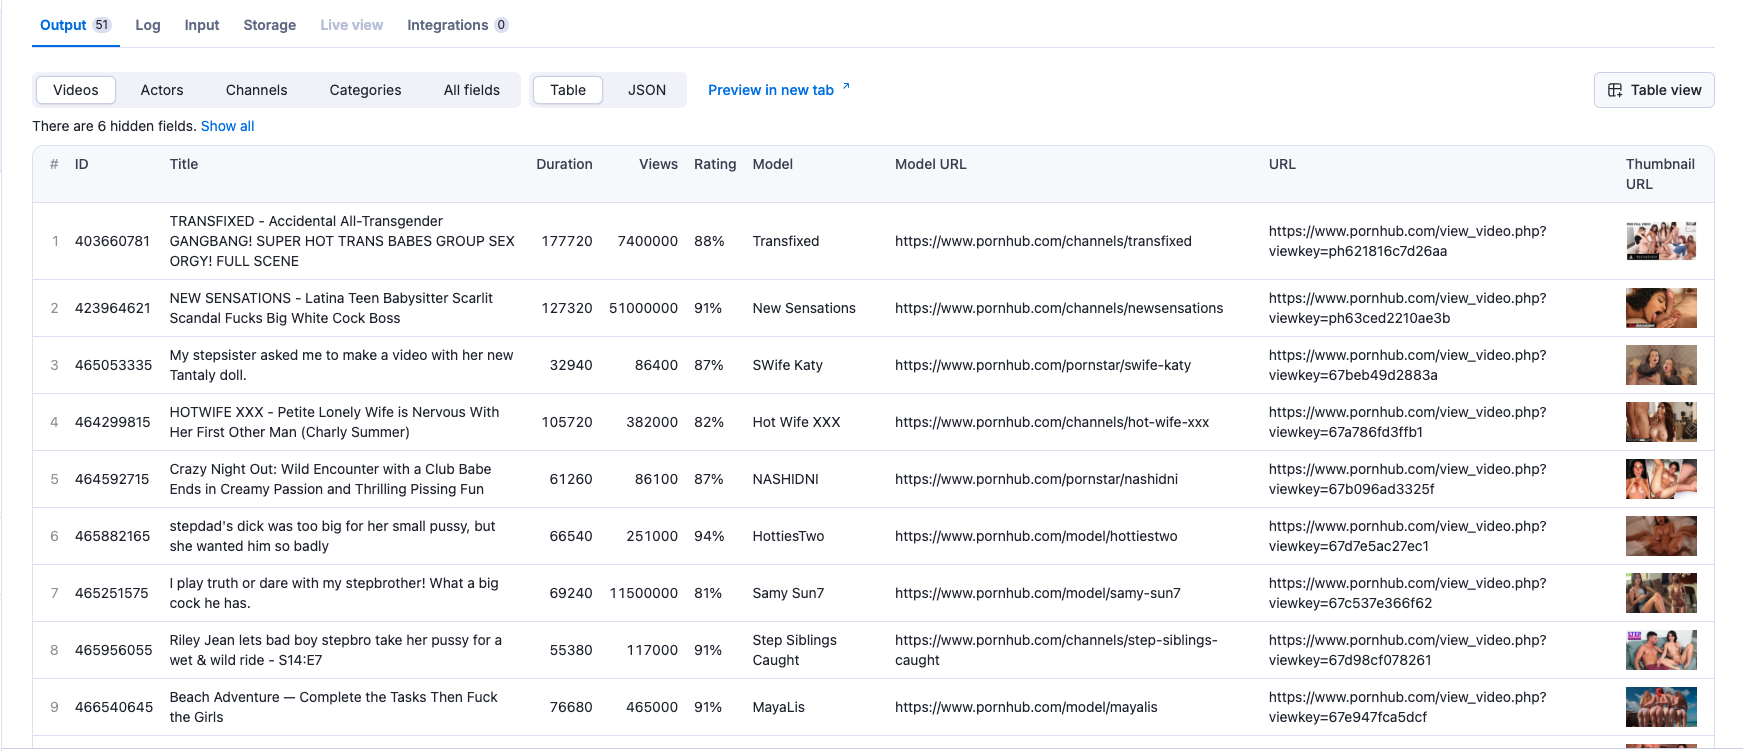 Output 51 Log Input Storage Live view Integrations 0
Videos Actors Channels Categories All fields Table JSON Preview in new tab ↗ Table view
There are 6 hidden fields. Show all
# ID Title Duration Views Rating Model Model URL URL Thumbnail URL
1 403660781 TRANSFIXED - Accidental All-Transgender GANGBANG! SUPER HOT TRANS BABES GROUP SEX ORGY! FULL SCENE 177720 7400000 88% Transfixed https://www.pornhub.com/channels/transfixed https://www.pornhub.com/view_video.php?viewkey=ph621816c7d26aa
2 423964621 NEW SENSATIONS - Latina Teen Babysitter Scarlit Scandal Fucks Big White Cock Boss 127320 51000000 91% New Sensations https://www.pornhub.com/channels/newsensations https://www.pornhub.com/view_video.php?viewkey=ph63ced2210ae3b
3 465053335 My stepsister asked me to make a video with her new Tantaly doll. 32940 86400 87% SWife Katy https://www.pornhub.com/pornstar/swife-katy https://www.pornhub.com/view_video.php?viewkey=67beb49d2883a
4 464299815 HOTWIFE XXX - Petite Lonely Wife is Nervous With Her First Other Man (Charly Summer) 105720 382000 82% Hot Wife XXX https://www.pornhub.com/channels/hot-wife-xxx https://www.pornhub.com/view_video.php?viewkey=67a786fd3ffb1
5 464592715 Crazy Night Out: Wild Encounter with a Club Babe Ends in Creamy Passion and Thrilling Pissing Fun 61260 86100 87% NASHIDNI https://www.pornhub.com/pornstar/nashidni https://www.pornhub.com/view_video.php?viewkey=67b096ad3325f
6 465882165 stepdad's dick was too big for her small pussy, but she wanted him so badly 66540 251000 94% HottiesTwo https://www.pornhub.com/model/hottiestwo https://www.pornhub.com/view_video.php?viewkey=67d7e5ac27ec1
7 465251575 I play truth or dare with my stepbrother! What a big cock he has. 69240 11500000 81% Samy Sun7 https://www.pornhub.com/model/samy-sun7 https://www.pornhub.com/view_video.php?viewkey=67c537e366f62
8 465956055 Riley Jean lets bad boy stepbro take her pussy for a wet & wild ride - S14:E7 55380 117000 91% Step Siblings Caught https://www.pornhub.com/channels/step-siblings-caught https://www.pornhub.com/view_video.php?viewkey=67d98cf078261
9 466540645 Beach Adventure — Complete the Tasks Then Fuck the Girls 76680 465000 91% MayaLis https://www.pornhub.com/model/mayalis https://www.pornhub.com/view_video.php?viewkey=67e947fca5dcf